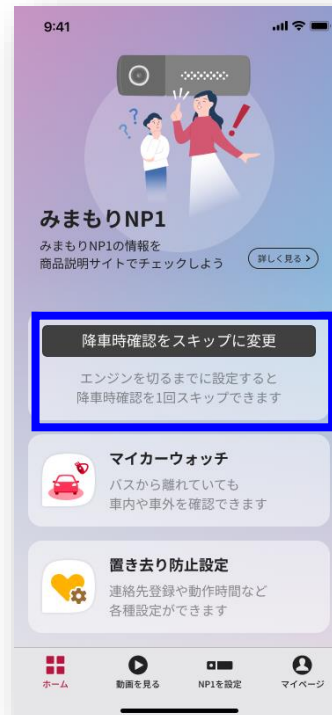 9:41
みまもりNP1
みまもりNP1の情報を
商品説明サイトでチェックしよう
詳しく見る
降車時確認をスキップに変更
エンジンを切るまでに設定すると
降車時確認を1回スキップできます
マイカーウォッチ
バスから離れていても
車内や車外を確認できます
置き去り防止設定
連絡先登録や動作時間など
各種設定ができます
ホーム
動画を見る
NP1を設定
マイページ